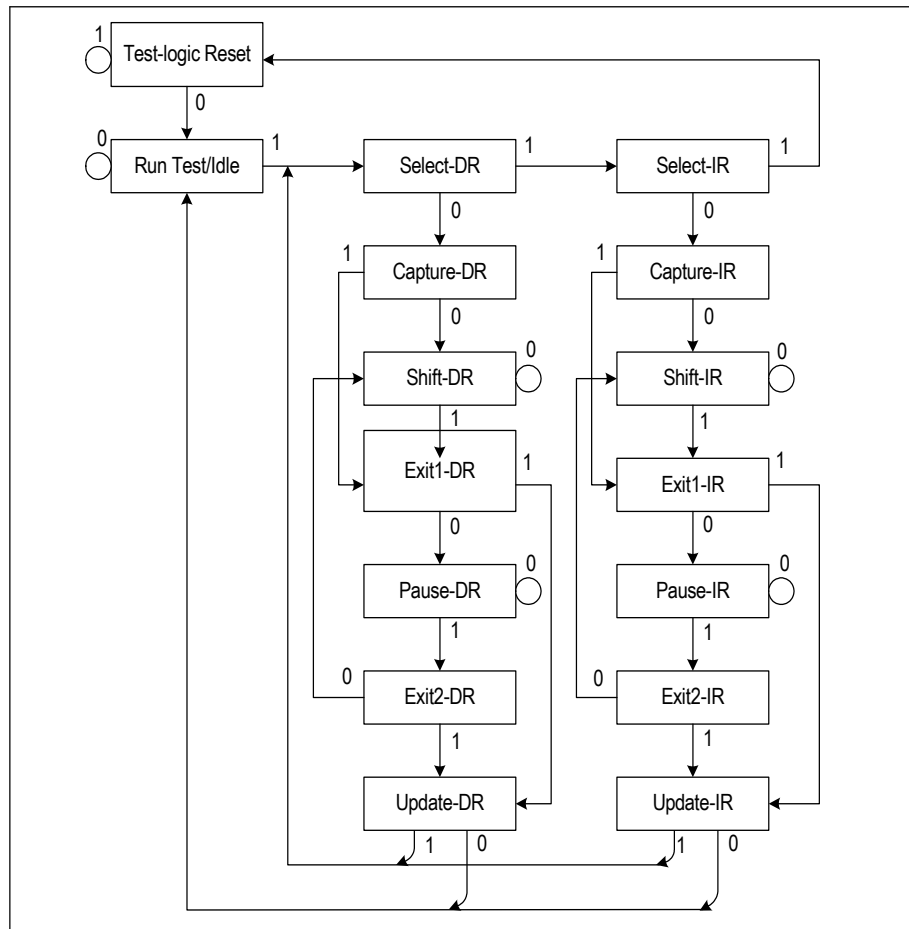 1
Test-logic Reset
0
0
Run Test/Idle
1
Select-DR
1
Select-IR
1
0
0
1
Capture-DR
1
Capture-IR
0
0
Shift-DR
0
Shift-IR
0
1
1
Exit1-DR
1
Exit1-IR
1
0
0
Pause-DR
0
Pause-IR
0
1
1
0
Exit2-DR
0
Exit2-IR
1
1
Update-DR
Update-IR
1
0
1
0